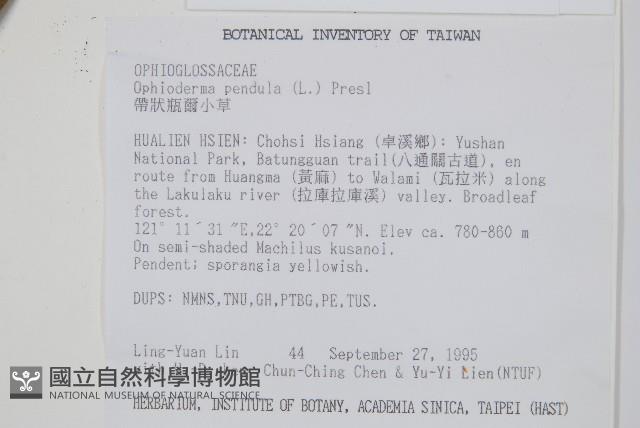 BOTANICAL INVENTORY OF TAIWAN
OPHIOGLOSSACEAE
Ophioderma pendula (L.) Presl
帶狀瓶爾小草
HUALIEN HSIEN: Chohsi Hsiang (卓溪鄉): Yushan
National Park, Batungguan trail(八通關古道), en
route from Huangma (黃麻) to Walami (瓦拉米) along
the Lakulaku river (拉庫拉庫溪) valley. Broadleaf
forest.
121° 11´31 ˝E,22° 20´07 ˝N. Elev ca. 780-860 m
On semi-shaded Machilus kusanoi.
Pendent; sporangia yellowish.
DUPS: NMNS,TNU,GH,PTBG,PE,TUS.
Ling-Yuan Lin 44 September 27, 1995
Chun-Ching Chen & Yu-Yi Lien(NTUF)
國立自然科學博物館
NATIONAL MUSEUM OF NATURAL SCIENCE
HERBARIUM, INSTITUTE OF BOTANY, ACADEMIA SINICA, TAIPEI (HAST)